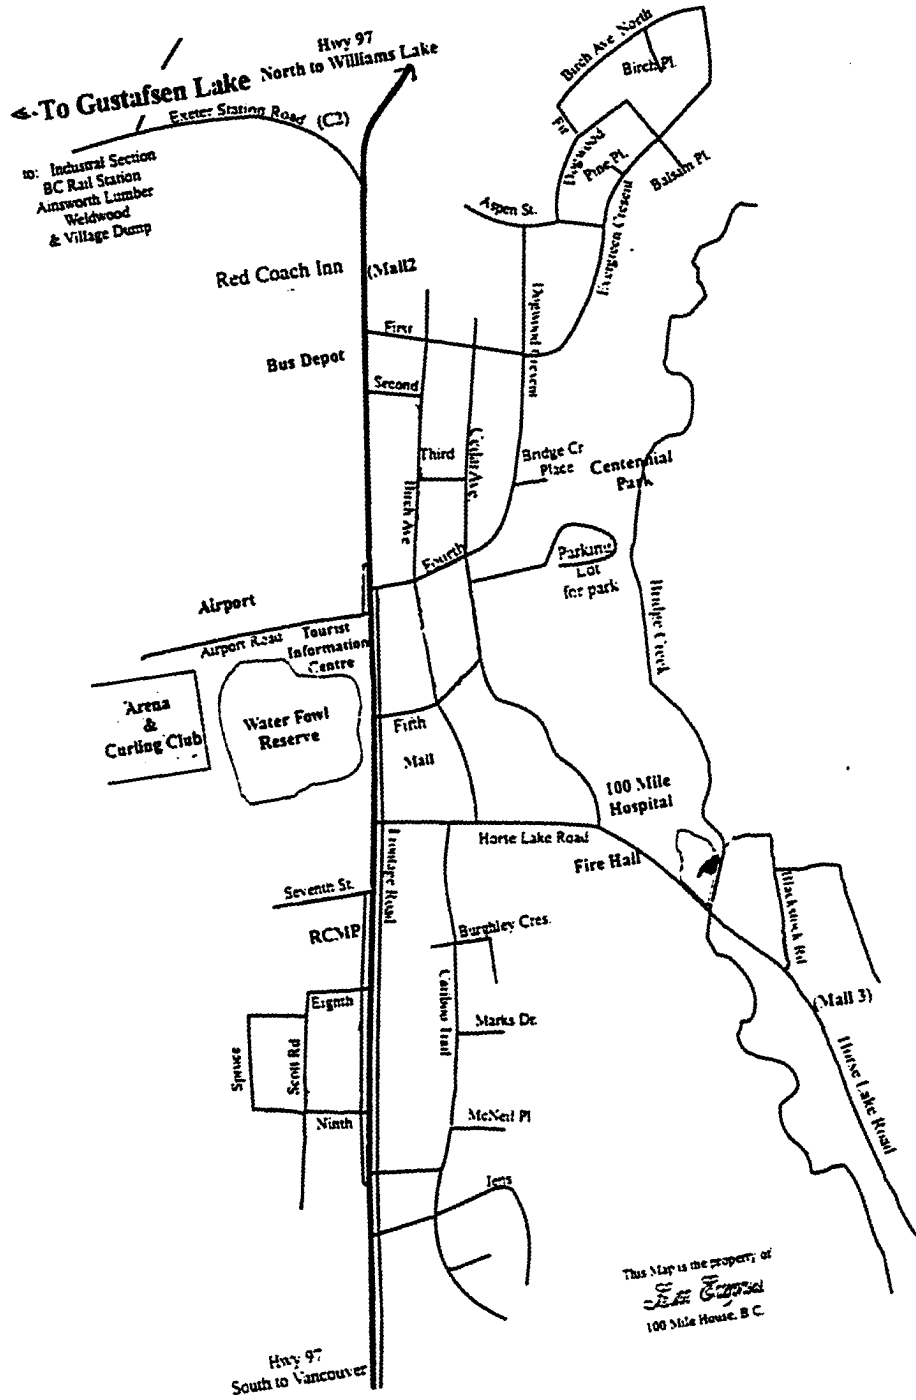 Hwy 97
North to Williams Lake
To Gustafsen Lake
Exeter Station Road (C2)
to: Industrial Section
BC Rail Station
Ainsworth Lumber
Weldwood
& Village Dump
Birch Ave North
Birch Pl.
Fir
Dogwood
Pine Pl.
Balsam Pl.
Aspen St.
Evergreen Cresent
Red Coach Inn
(Mall2
First
Dogwood Cresent
Bus Depot
Second
Third
Cedar Ave.
Birch Ave
Bridge Cr
Place
Centennial
Park
Fourth
Parking
Lot
for park
Bridge Creek
Airport
Airport Road
Tourist
Information
Centre
Arena
&
Curling Club
Water Fowl
Reserve
Fifth
Mall
100 Mile
Hospital
Horse Lake Road
Fire Hall
Frontage Road
Blackstock Rd
Seventh St.
RCMP
Burghley Cres.
Cariboo Trail
Eighth
Marks Dr.
(Mall 3)
Spruce
Scott Rd
Horse Lake Road
Ninth
McNeil Pl
Jens
This Map is the property of
100 Mile House, B.C.
Hwy 97
South to Vancouver